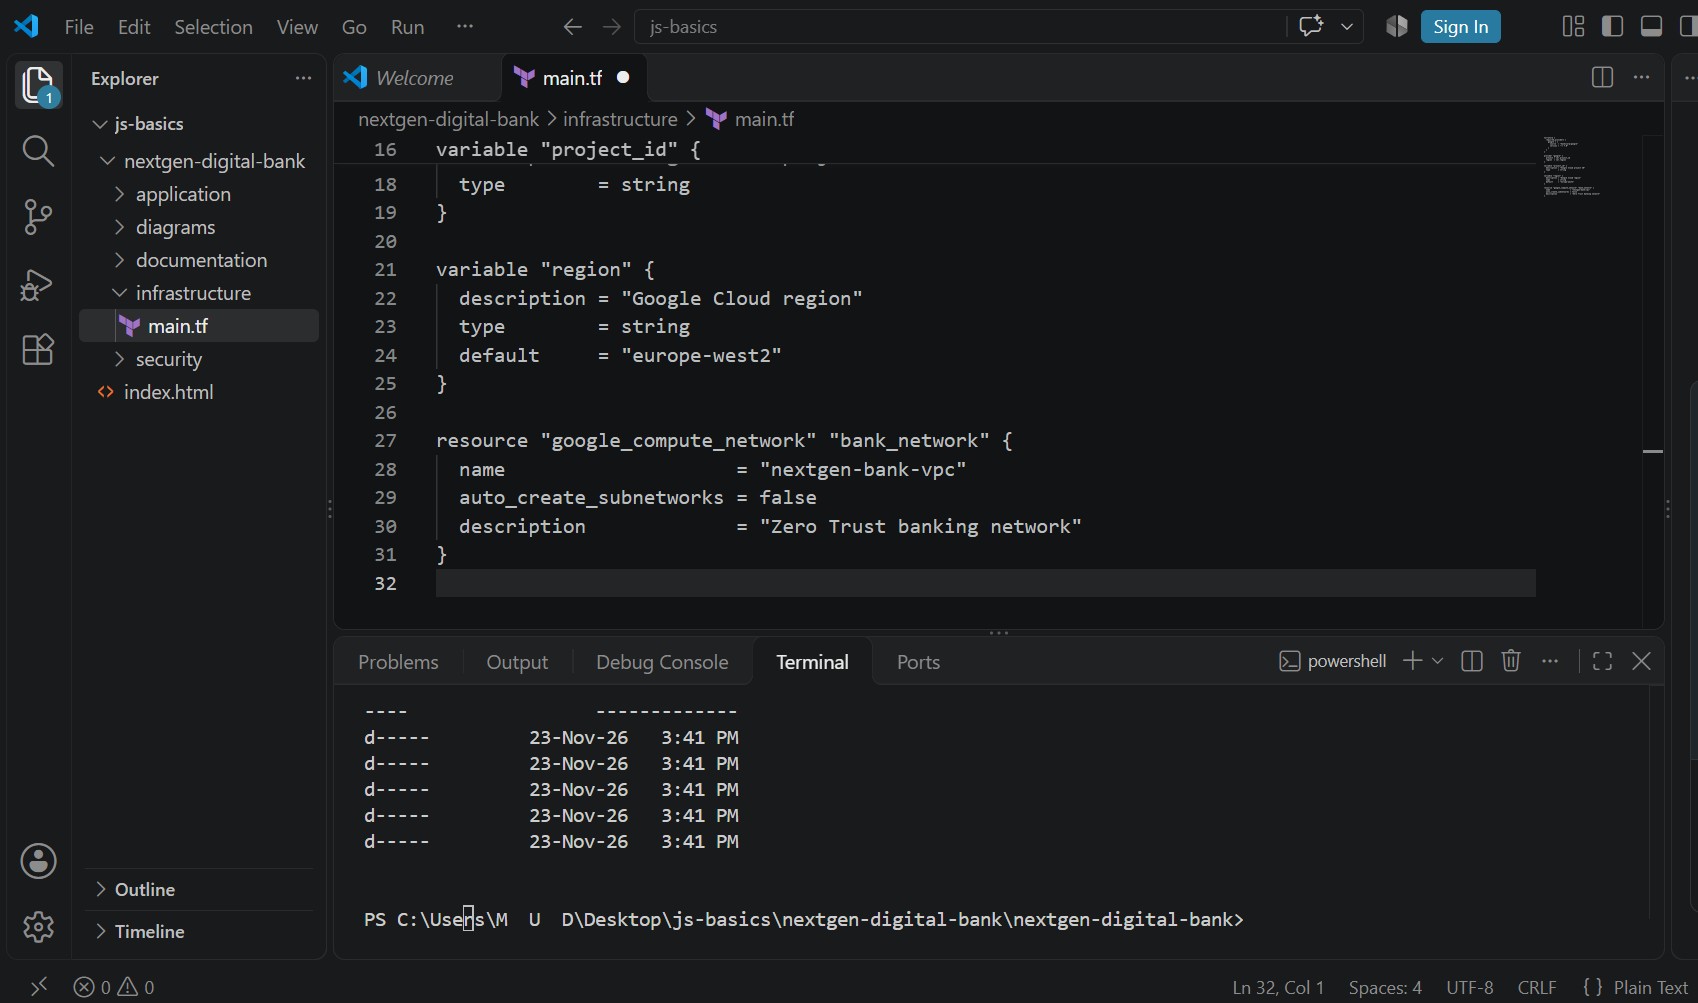 File Edit Selection View Go Run ··· js-basics Sign In
Explorer ···
1
js-basics
nextgen-digital-bank
application
diagrams
documentation
infrastructure
main.tf
security
index.html
Outline
Timeline
Welcome main.tf
nextgen-digital-bank > infrastructure > main.tf
16 variable "project_id" {
18 type = string
19 }
20
21 variable "region" {
22 description = "Google Cloud region"
23 type = string
24 default = "europe-west2"
25 }
26
27 resource "google_compute_network" "bank_network" {
28 name = "nextgen-bank-vpc"
29 auto_create_subnetworks = false
30 description = "Zero Trust banking network"
31 }
32
Problems Output Debug Console Terminal Ports powershell
---- -------------
d----- 23-Nov-26 3:41 PM
d----- 23-Nov-26 3:41 PM
d----- 23-Nov-26 3:41 PM
d----- 23-Nov-26 3:41 PM
d----- 23-Nov-26 3:41 PM
PS C:\Users\M U D\Desktop\js-basics\nextgen-digital-bank\nextgen-digital-bank>
0 0 Ln 32, Col 1 Spaces: 4 UTF-8 CRLF { } Plain Text